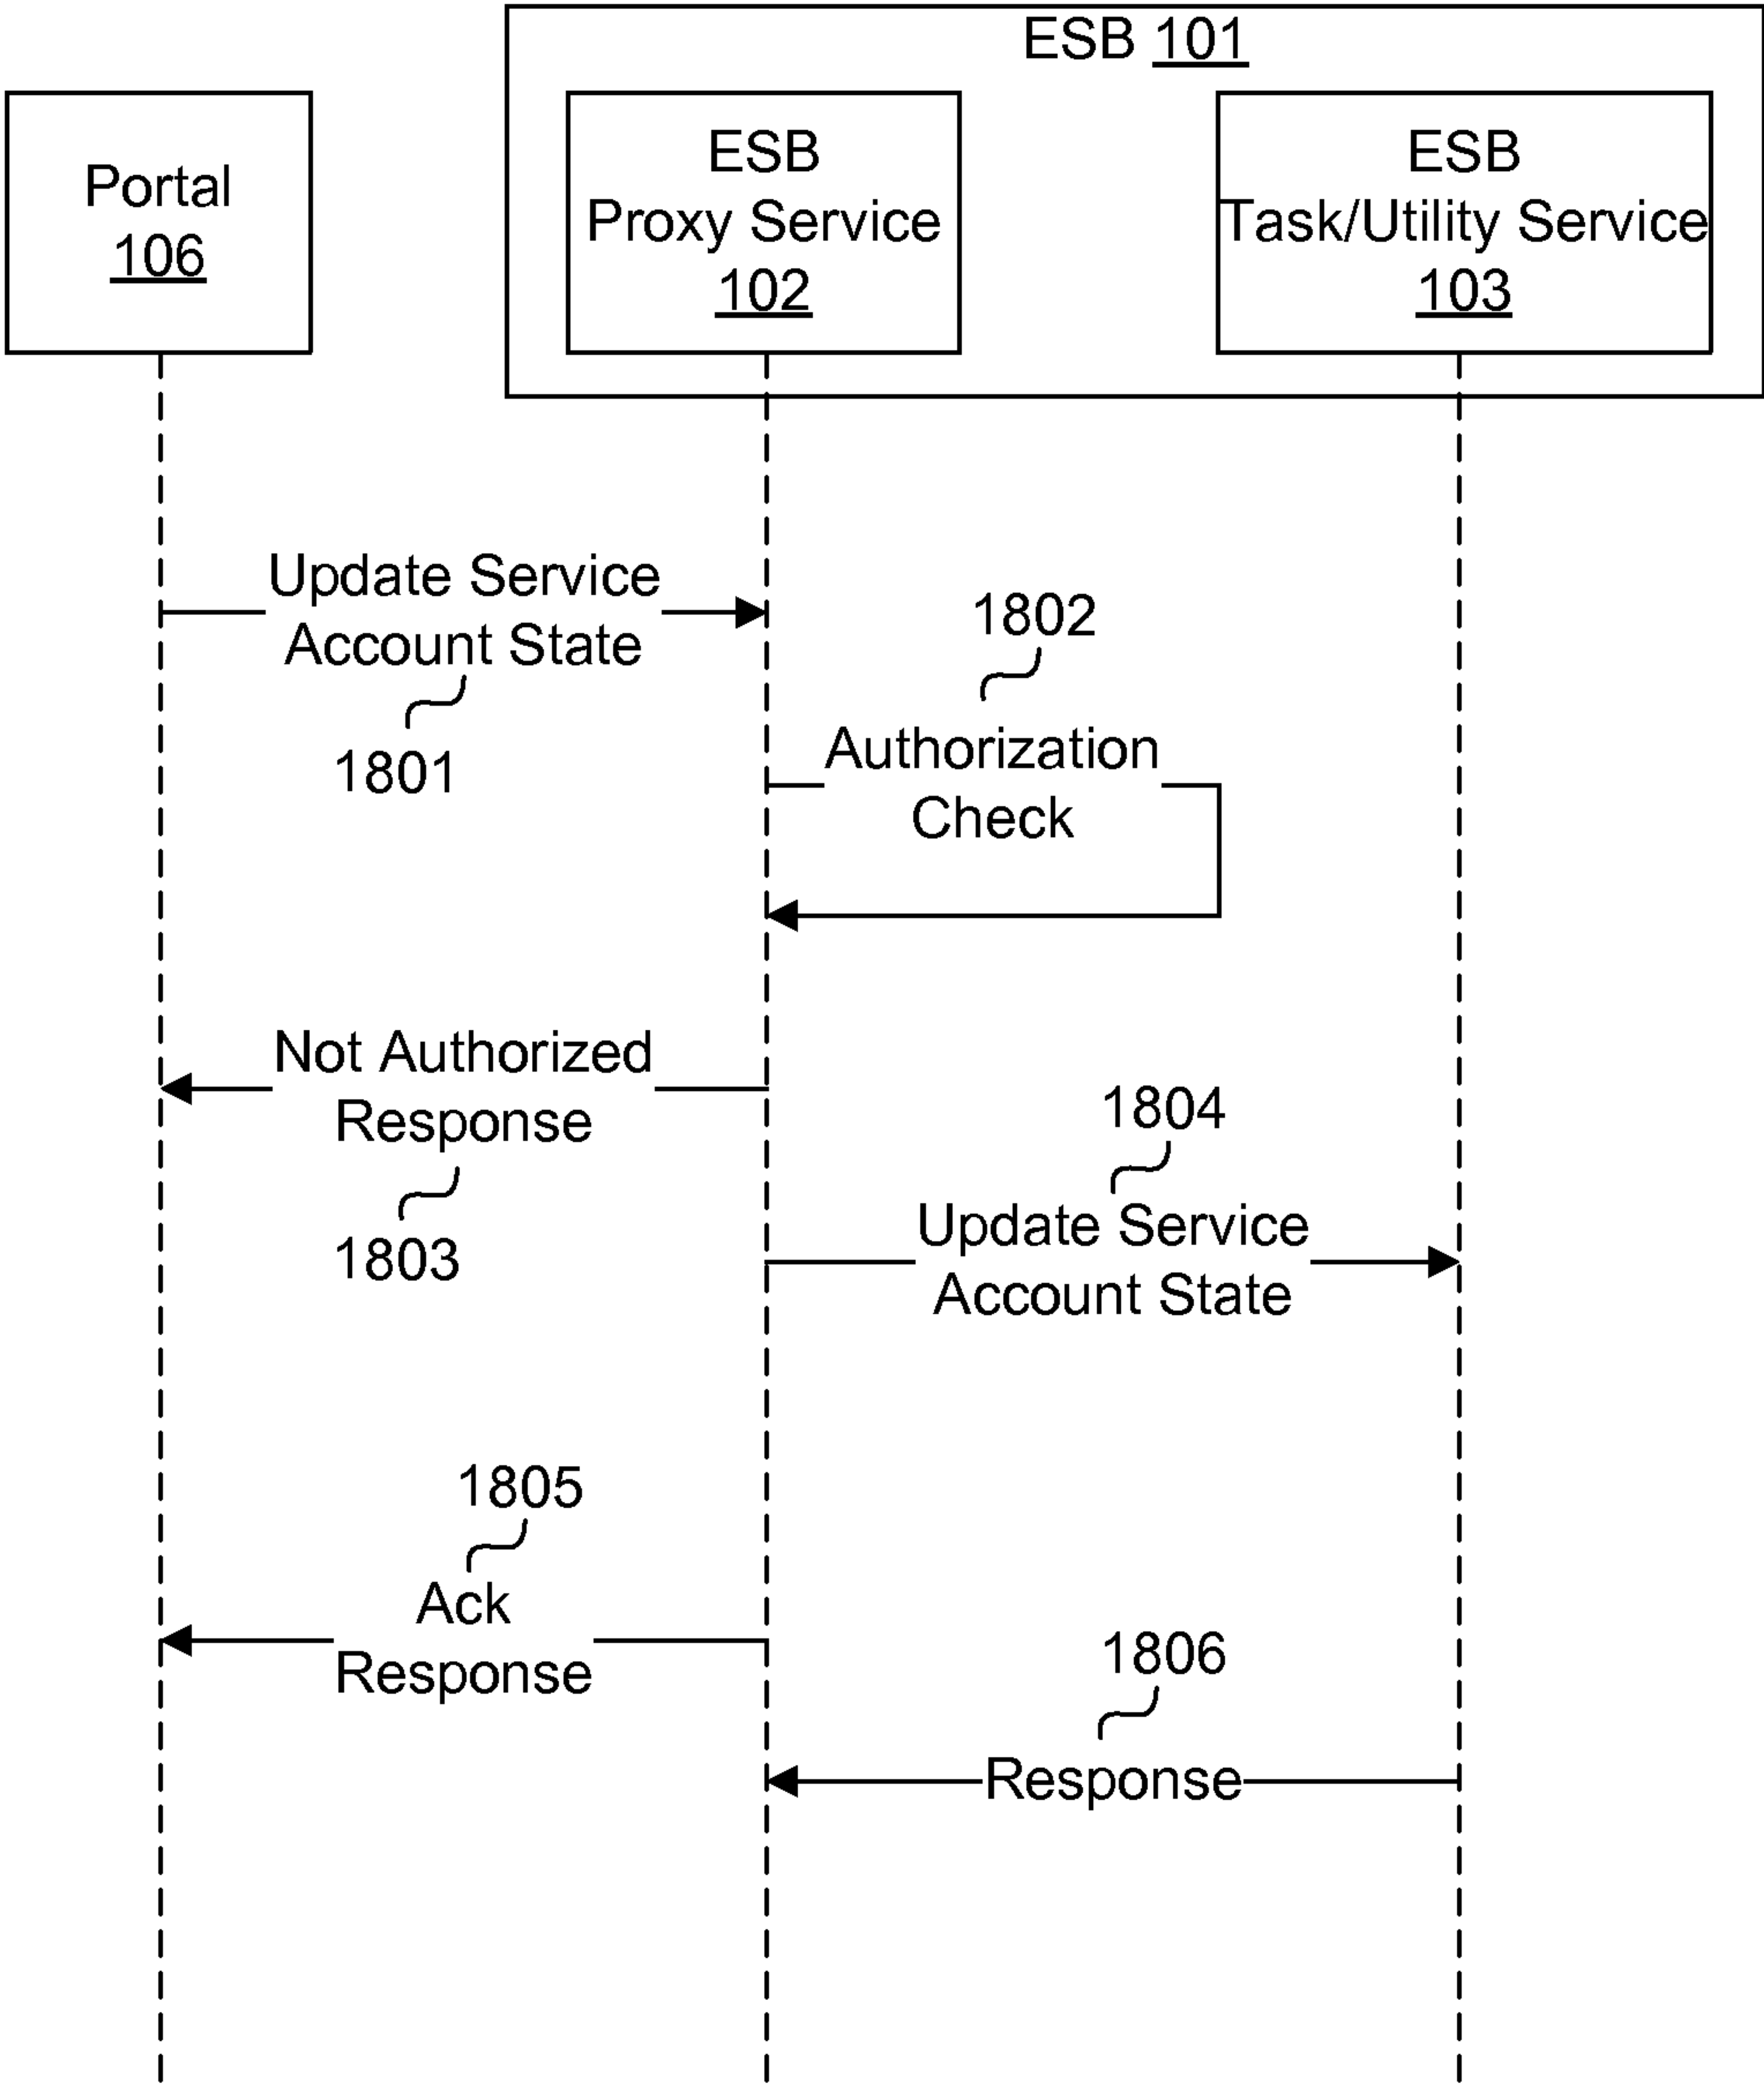 ESB 101
Portal
106
ESB
Proxy Service
102
ESB
Task/Utility Service
103
Update Service
Account State
1801
1802
Authorization
Check
Not Authorized
Response
1803
1804
Update Service
Account State
1805
Ack
Response
1806
Response